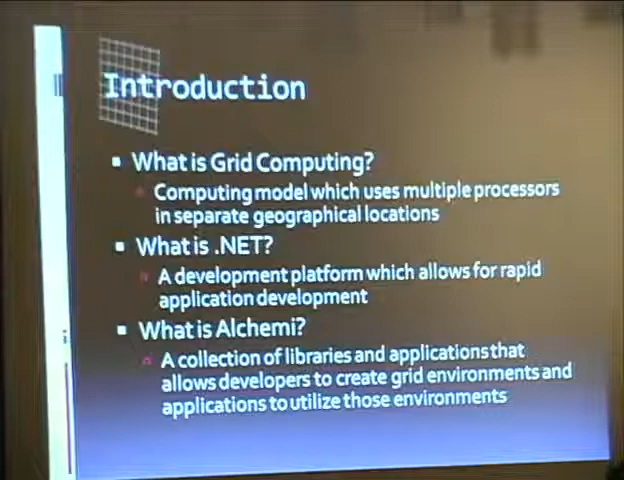 Introduction
What is Grid Computing?
Computing model which uses multiple processors
in separate geographical locations
What is .NET?
A development platform which allows for rapid
application development
What is Alchemi?
A collection of libraries and applications that
allows developers to create grid environments and
applications to utilize those environments